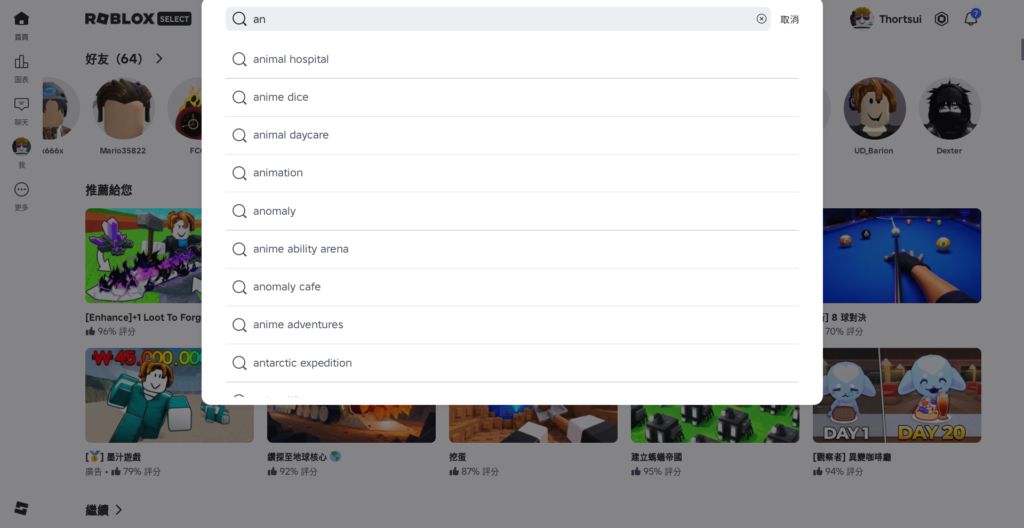 首頁
圖表
聊天
我
更多
ROBLOX SELECT
an
取消
Thortsui
7
好友（64）
x666x
Mario35822
UD_Barion
Dexter
animal hospital
anime dice
animal daycare
animation
anomaly
anime ability arena
anomaly cafe
anime adventures
antarctic expedition
推薦給您
[Enhance]+1 Loot To Forg
96% 評分
] 8 球對決
70% 評分
₩45,000,000
DAY 1
DAY 20
[🥇] 墨汁遊戲
廣告 • 79% 評分
鑽探至地球核心 🌎
92% 評分
挖蛋
87% 評分
建立螞蟻帝國
95% 評分
[觀察者] 異變咖啡廳
94% 評分
繼續